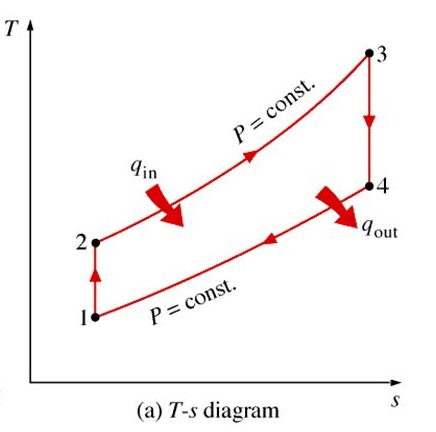 T
3
P = const.
q_in
4
2
q_out
1
P = const.
s
(a) T-s diagram